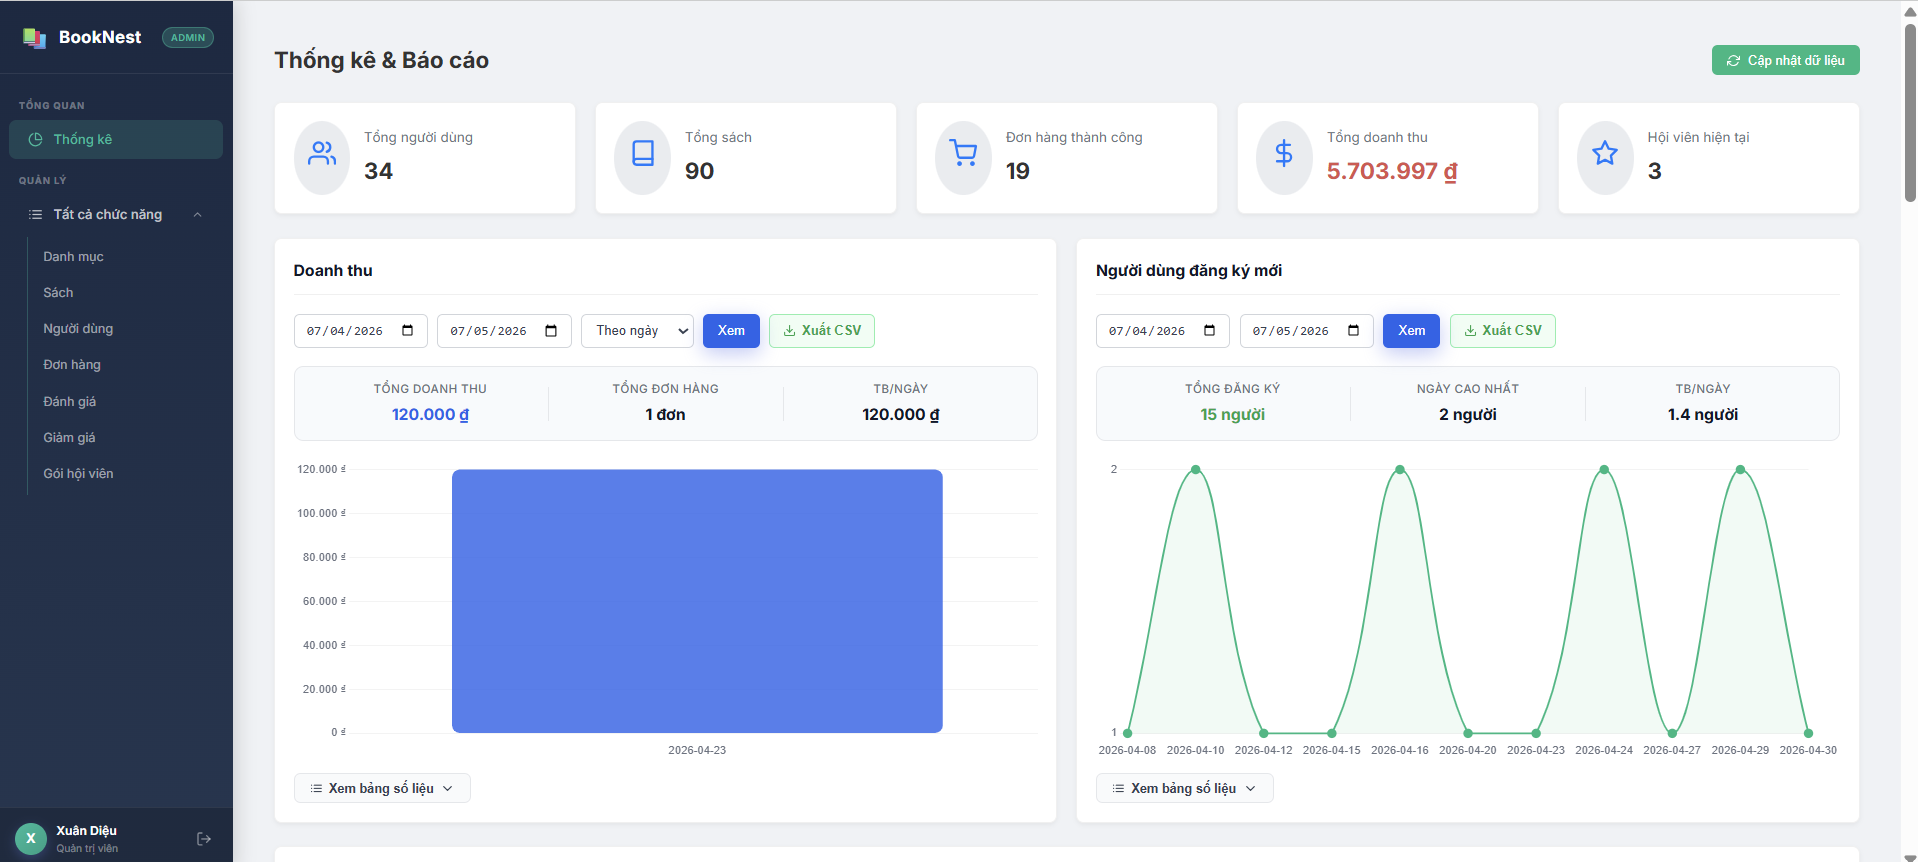 BookNest ADMIN
TỔNG QUAN
Thống kê
QUẢN LÝ
Tất cả chức năng
Danh mục
Sách
Người dùng
Đơn hàng
Đánh giá
Giảm giá
Gói hội viên
X
Xuân Diệu
Quản trị viên
Thống kê & Báo cáo
Cập nhật dữ liệu
Tổng người dùng
34
Tổng sách
90
Đơn hàng thành công
19
Tổng doanh thu
5.703.997 ₫
Hội viên hiện tại
3
Doanh thu
07/04/2026 07/05/2026 Theo ngày Xem Xuất CSV
TỔNG DOANH THU
120.000 ₫
TỔNG ĐƠN HÀNG
1 đơn
TB/NGÀY
120.000 ₫
120.000 ₫
100.000 ₫
80.000 ₫
60.000 ₫
40.000 ₫
20.000 ₫
0 ₫
2026-04-23
Xem bảng số liệu
Người dùng đăng ký mới
07/04/2026 07/05/2026 Xem Xuất CSV
TỔNG ĐĂNG KÝ
15 người
NGÀY CAO NHẤT
2 người
TB/NGÀY
1.4 người
2
1
2026-04-08 2026-04-10 2026-04-12 2026-04-15 2026-04-16 2026-04-20 2026-04-23 2026-04-24 2026-04-27 2026-04-29 2026-04-30
Xem bảng số liệu